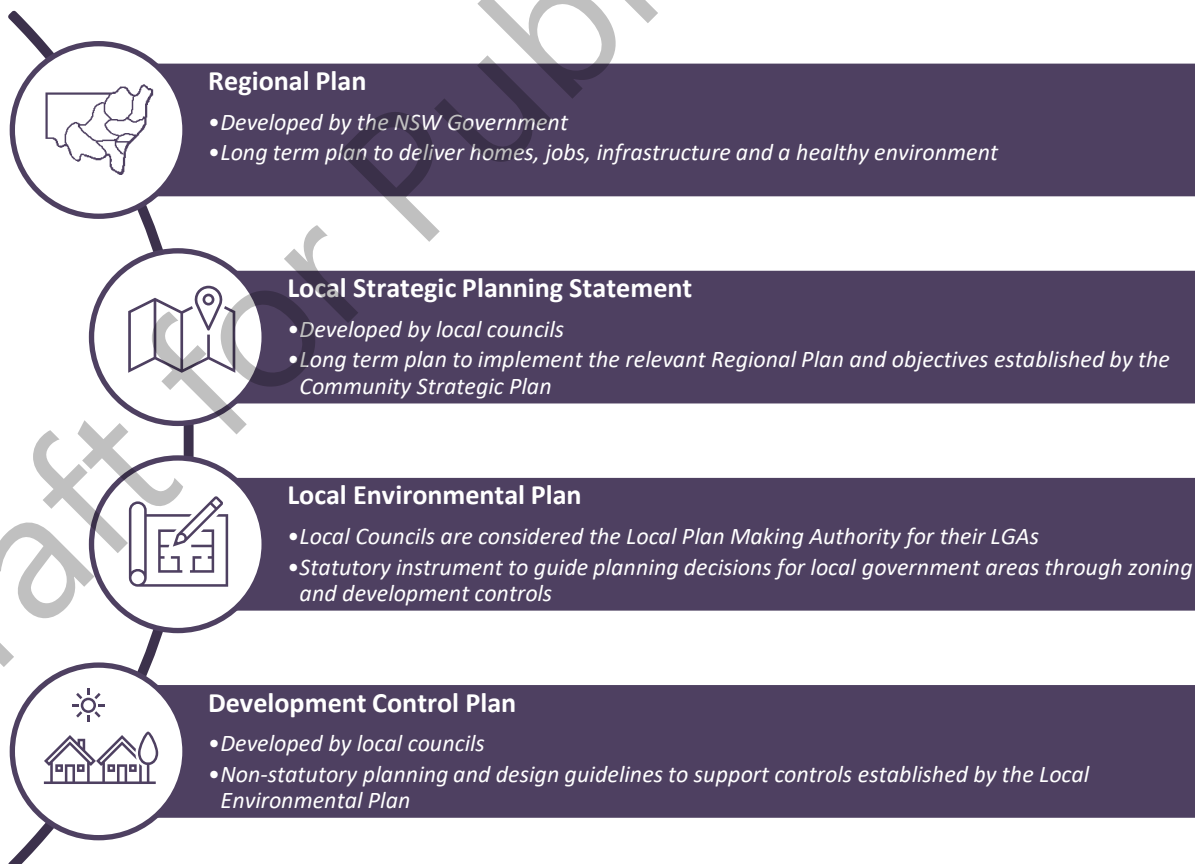 Regional Plan
•Developed by the NSW Government
•Long term plan to deliver homes, jobs, infrastructure and a healthy environment
Local Strategic Planning Statement
•Developed by local councils
•Long term plan to implement the relevant Regional Plan and objectives established by the
Community Strategic Plan
Local Environmental Plan
•Local Councils are considered the Local Plan Making Authority for their LGAs
•Statutory instrument to guide planning decisions for local government areas through zoning
and development controls
Development Control Plan
•Developed by local councils
•Non-statutory planning and design guidelines to support controls established by the Local
Environmental Plan
for